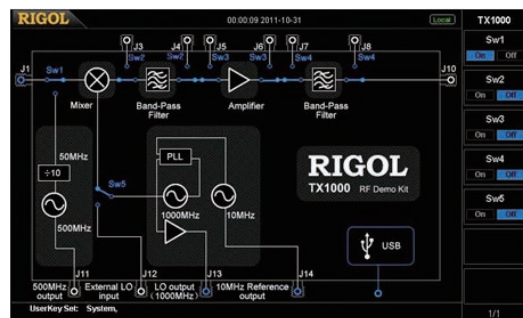 RIGOL
00:00:09 2011-10-31
Local
TX1000
J3
J4
J5
J6
J7
J8
Sw2
Sw2
Sw3
Sw3
Sw4
Sw4
J1
Sw1
J10
Mixer
Band-Pass
Filter
Amplifier
Band-Pass
Filter
50MHz
÷10
500MHz
Sw5
PLL
1000MHz
10MHz
RIGOL
TX1000 RF Demo Kit
USB
J11
J12
J13
J14
500MHz
output
External LO
input
LO output
(1000MHz)
10MHz Reference
output
UserKey Set: System,
Sw1
On Off
Sw2
On Off
Sw3
On Off
Sw4
On Off
Sw5
On Off
1/1